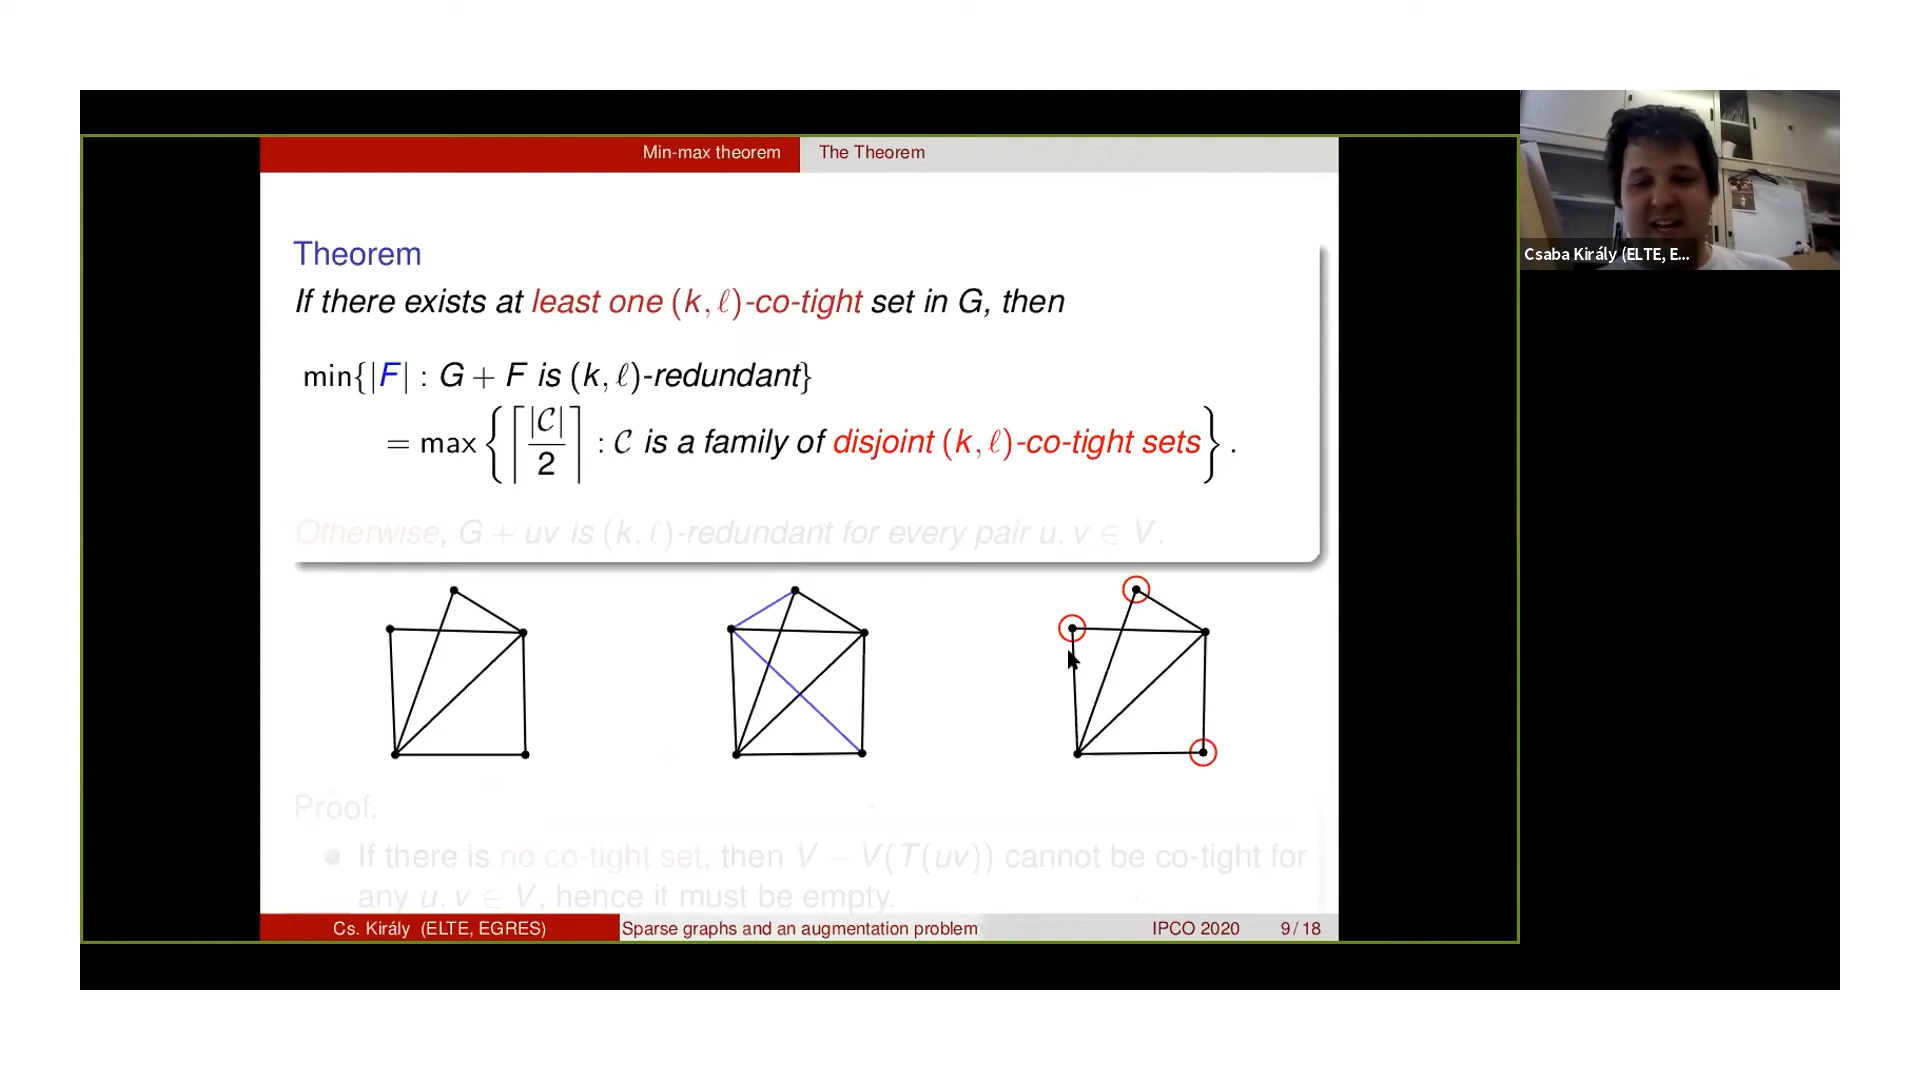 Min-max theorem The Theorem
Theorem
If there exists at least one (k, ℓ)-co-tight set in G, then
min{|F| : G + F is (k, ℓ)-redundant}
= max { ⌈ |C| / 2 ⌉ : C is a family of disjoint (k, ℓ)-co-tight sets } .
Otherwise, G + uv is (k, ℓ)-redundant for every pair u, v ∈ V.
Proof.
If there is no co-tight set, then V − V(T(uv)) cannot be co-tight for
any u, v ∈ V, hence it must be empty.
Cs. Király (ELTE, EGRES) Sparse graphs and an augmentation problem IPCO 2020 9 / 18
Csaba Király (ELTE, E...